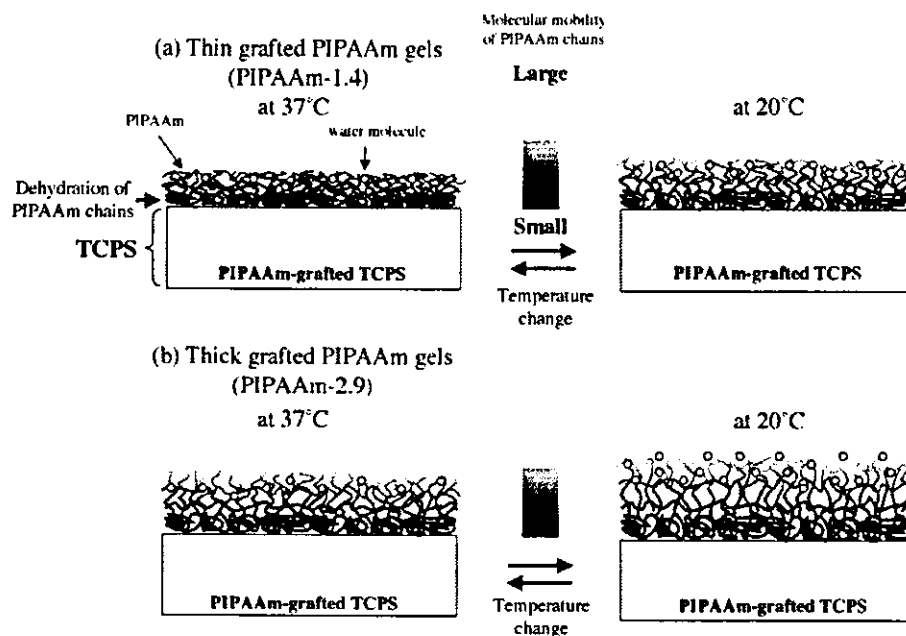 Molecular mobility
of PIPAAm chains
Large
(a) Thin grafted PIPAAm gels
(PIPAAm-1.4)
at 37°C
at 20°C
PIPAAm
water molecule
Dehydration of
PIPAAm chains
TCPS
Small
PIPAAm-grafted TCPS
PIPAAm-grafted TCPS
Temperature
change
(b) Thick grafted PIPAAm gels
(PIPAAm-2.9)
at 37°C
at 20°C
PIPAAm-grafted TCPS
PIPAAm-grafted TCPS
Temperature
change